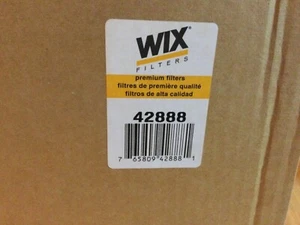 WIX
FILTERS
premium filters
filtres de première qualité
filtros de alta calidad
42888
7 65809 42888 1